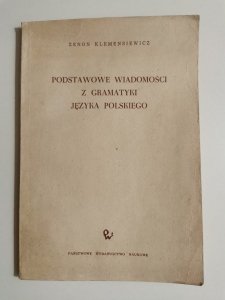 ZENON KLEMENSIEWICZ
PODSTAWOWE WIADOMOŚCI
Z GRAMATYKI
JĘZYKA POLSKIEGO
PAŃSTWOWE WYDAWNICTWO NAUKOWE